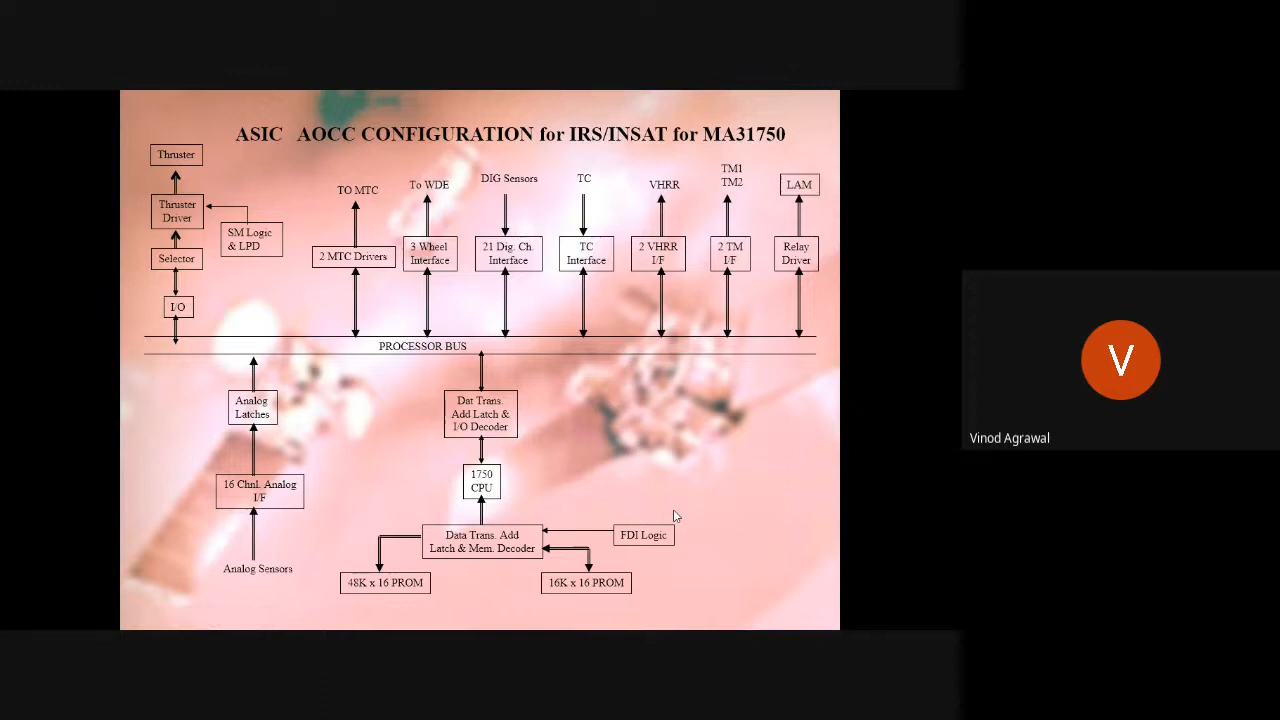 ASIC AOCC CONFIGURATION for IRS/INSAT for MA31750
Thruster
Thruster
Driver
SM Logic
& LPD
Selector
I/O
TO MTC
2 MTC Drivers
To WDE
3 Wheel
Interface
DIG Sensors
21 Dig. Ch.
Interface
TC
TC
Interface
VHRR
2 VHRR
I/F
TM1
TM2
2 TM
I/F
LAM
Relay
Driver
PROCESSOR BUS
Analog
Latches
16 Chnl. Analog
I/F
Analog Sensors
Dat Trans.
Add Latch &
I/O Decoder
1750
CPU
Data Trans. Add
Latch & Mem. Decoder
FDI Logic
48K x 16 PROM
16K x 16 PROM
V
Vinod Agrawal